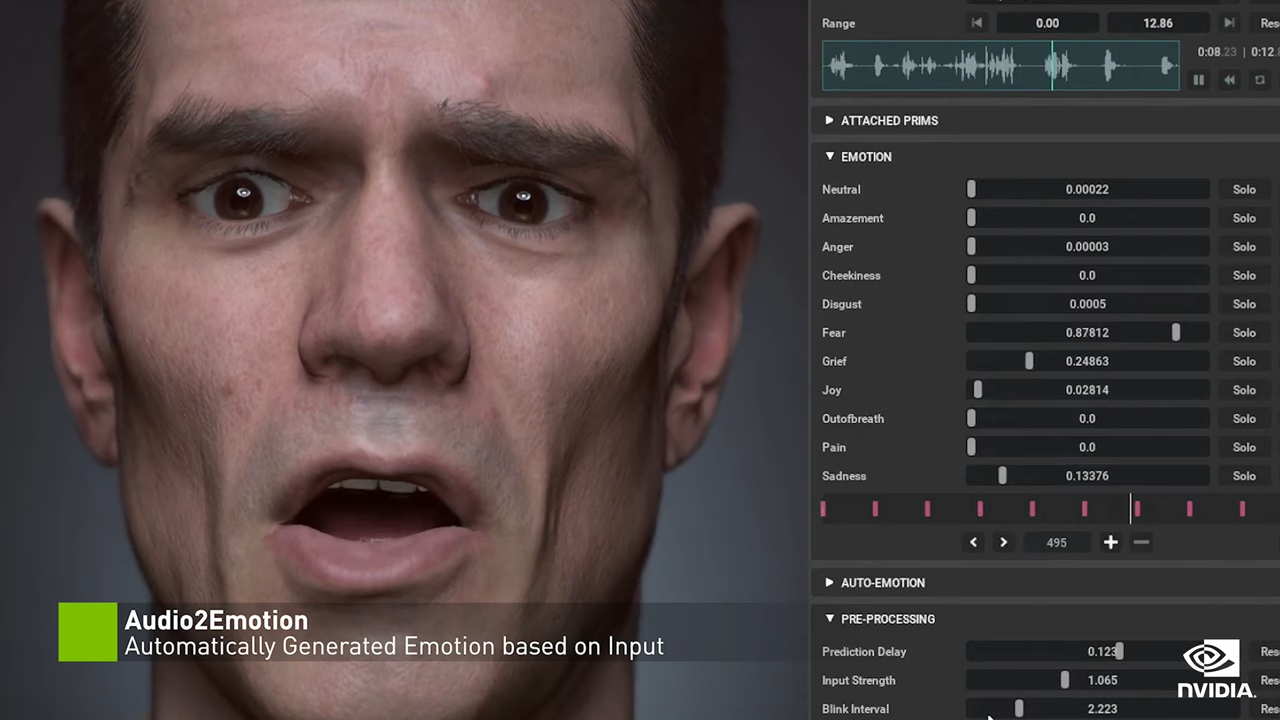 Range 0.00 12.86
0:08.23 | 0:12.
ATTACHED PRIMS
EMOTION
Neutral 0.00022 Solo
Amazement 0.0 Solo
Anger 0.00003 Solo
Cheekiness 0.0 Solo
Disgust 0.0005 Solo
Fear 0.87812 Solo
Grief 0.24863 Solo
Joy 0.02814 Solo
Outofbreath 0.0 Solo
Pain 0.0 Solo
Sadness 0.13376 Solo
495
AUTO-EMOTION
PRE-PROCESSING
Prediction Delay 0.123
Input Strength 1.065
Blink Interval 2.223
Audio2Emotion
Automatically Generated Emotion based on Input
NVIDIA.